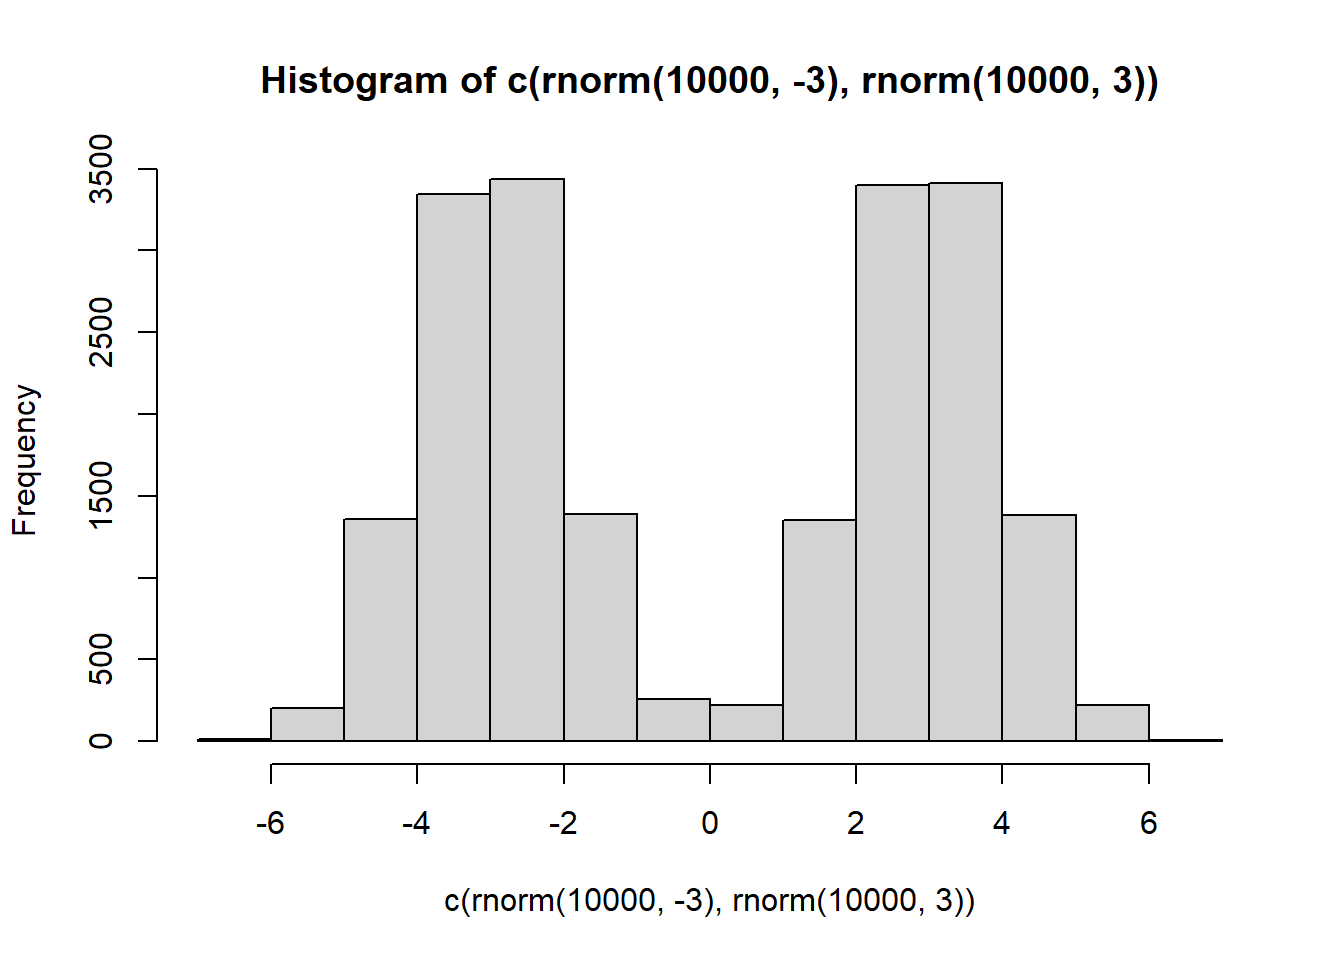 Histogram of c(rnorm(10000, -3), rnorm(10000, 3))
Frequency
3500
2500
1500
500
0
-6 -4 -2 0 2 4 6
c(rnorm(10000, -3), rnorm(10000, 3))